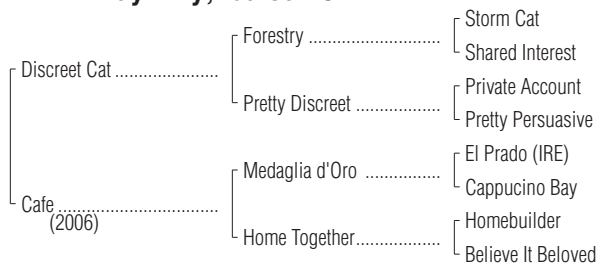 Storm Cat
Forestry
Shared Interest
Discreet Cat
Private Account
Pretty Discreet
Pretty Persuasive
El Prado (IRE)
Medaglia d'Oro
Cappucino Bay
Cafe
(2006)
Homebuilder
Home Together
Believe It Beloved